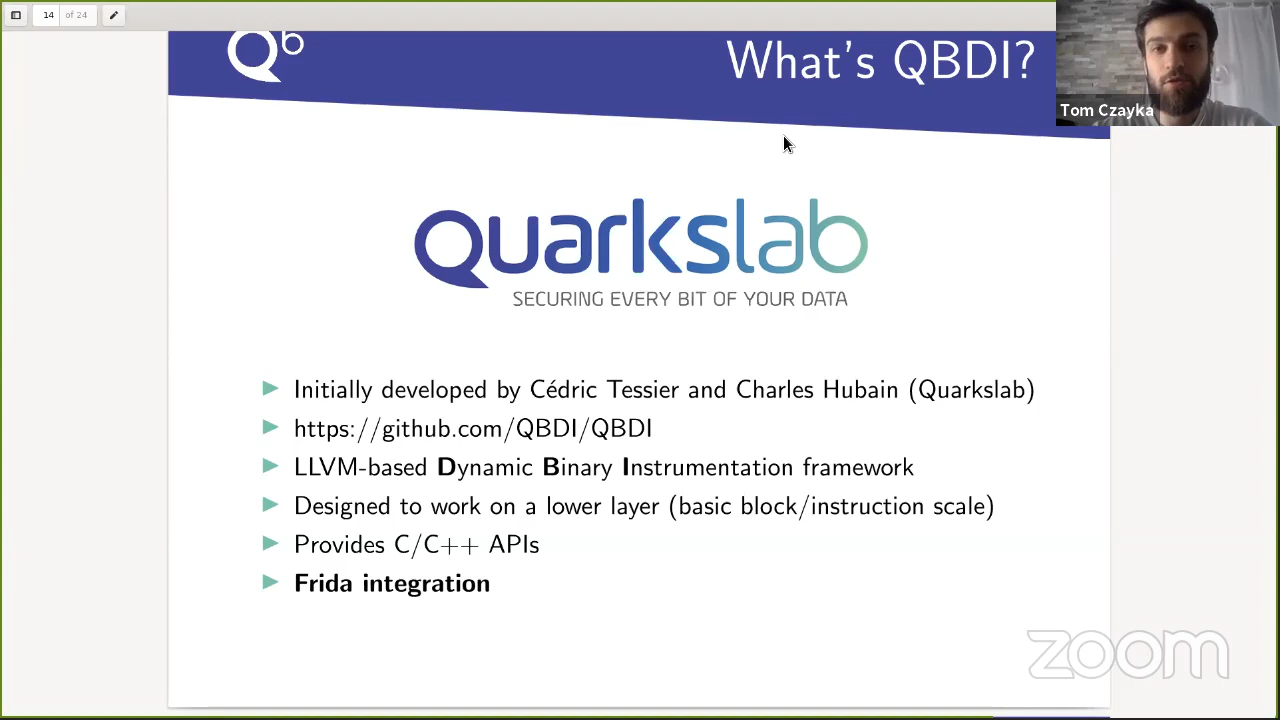 14 of 24
Qb
What's QBDI?
Tom Czayka
Quarkslab
SECURING EVERY BIT OF YOUR DATA
Initially developed by Cédric Tessier and Charles Hubain (Quarkslab)
https://github.com/QBDI/QBDI
LLVM-based Dynamic Binary Instrumentation framework
Designed to work on a lower layer (basic block/instruction scale)
Provides C/C++ APIs
Frida integration
zoom